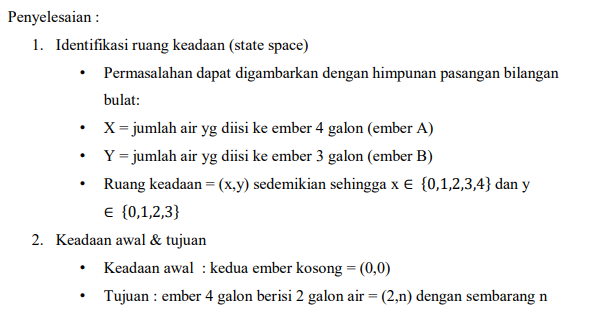 Penyelesaian :
1. Identifikasi ruang keadaan (state space)
• Permasalahan dapat digambarkan dengan himpunan pasangan bilangan
bulat:
• X = jumlah air yg diisi ke ember 4 galon (ember A)
• Y = jumlah air yg diisi ke ember 3 galon (ember B)
• Ruang keadaan = (x,y) sedemikian sehingga x ∈ {0,1,2,3,4} dan y
∈ {0,1,2,3}
2. Keadaan awal & tujuan
• Keadaan awal : kedua ember kosong = (0,0)
• Tujuan : ember 4 galon berisi 2 galon air = (2,n) dengan sembarang n